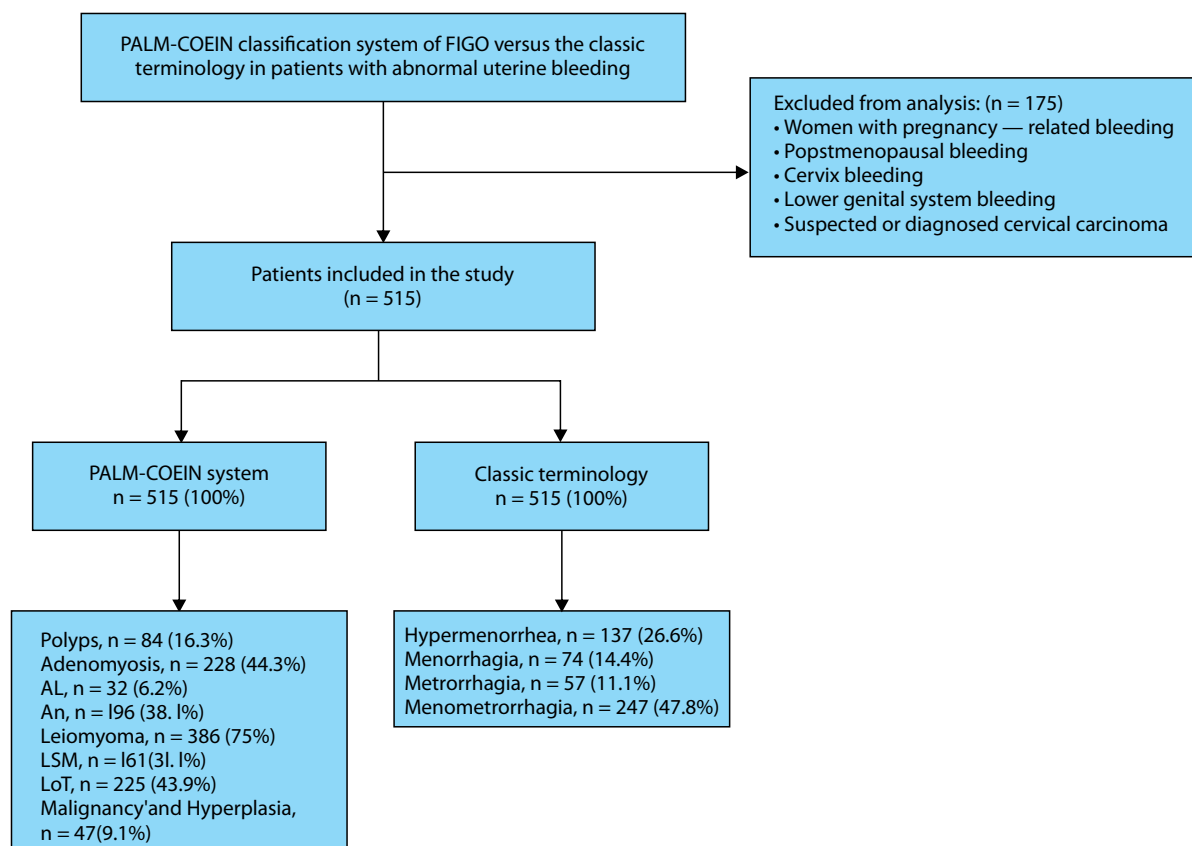 PALM-COEIN classification system of FIGO versus the classic
terminology in patients with abnormal uterine bleeding
Excluded from analysis: (n = 175)
• Women with pregnancy — related bleeding
• Popstmenopausal bleeding
• Cervix bleeding
• Lower genital system bleeding
• Suspected or diagnosed cervical carcinoma
Patients included in the study
(n = 515)
PALM-COEIN system
n = 515 (100%)
Classic terminology
n = 515 (100%)
Polyps, n = 84 (16.3%)
Adenomyosis, n = 228 (44.3%)
AL, n = 32 (6.2%)
An, n = l96 (38. l%)
Leiomyoma, n = 386 (75%)
LSM, n = l61(3l. l%)
LoT, n = 225 (43.9%)
Malignancy'and Hyperplasia,
n = 47(9.1%)
Hypermenorrhea, n = 137 (26.6%)
Menorrhagia, n = 74 (14.4%)
Metrorrhagia, n = 57 (11.1%)
Menometrorrhagia, n = 247 (47.8%)